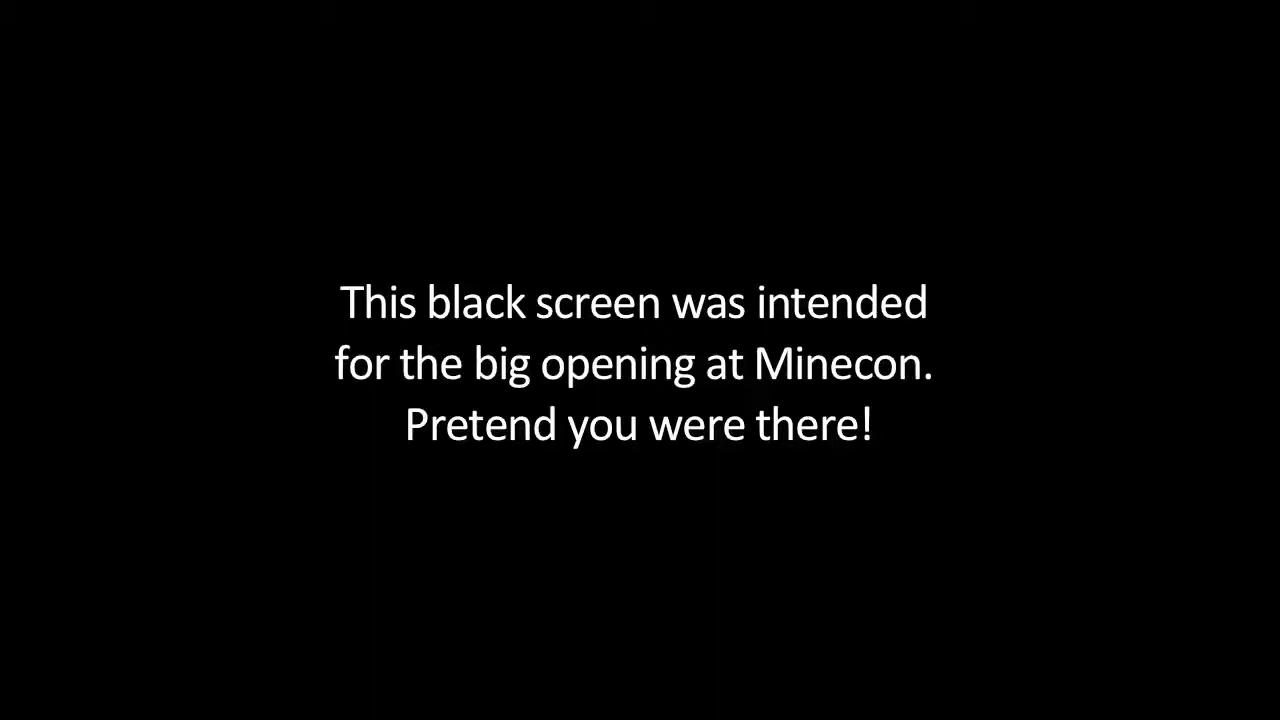 This black screen was intended
for the big opening at Minecon.
Pretend you were there!